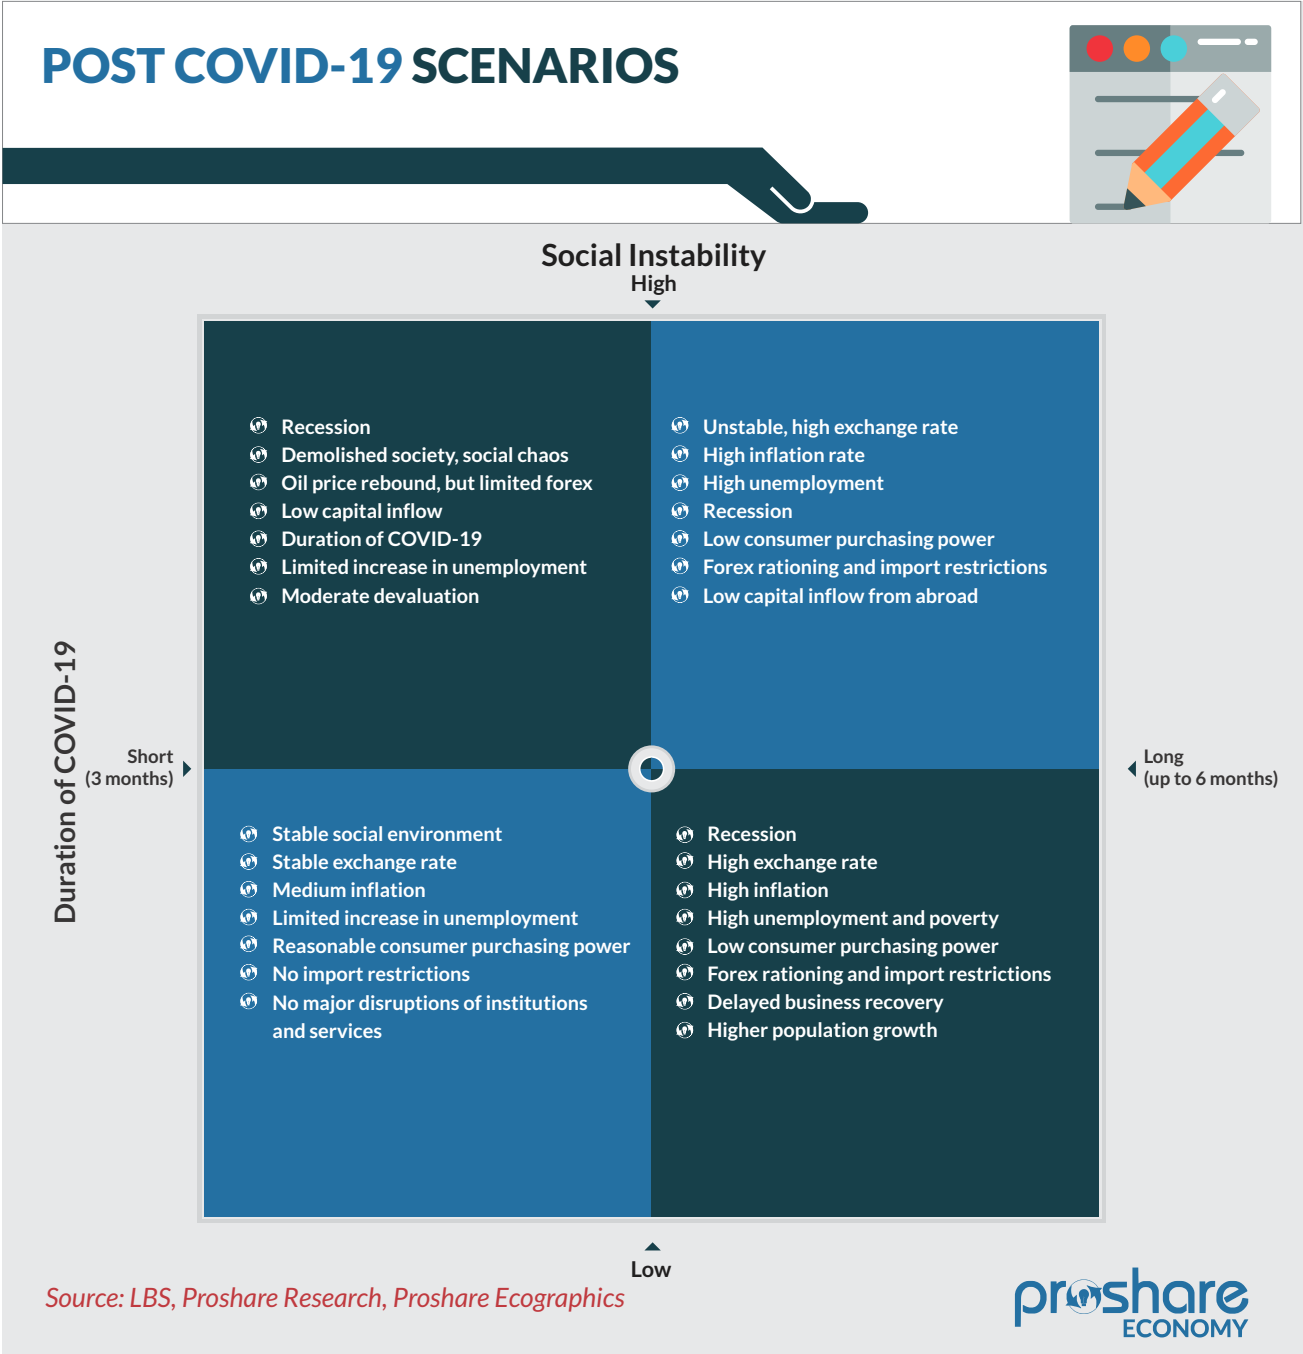 POST COVID-19 SCENARIOS
Social Instability
High
Recession
Demolished society, social chaos
Oil price rebound, but limited forex
Low capital inflow
Duration of COVID-19
Limited increase in unemployment
Moderate devaluation
Unstable, high exchange rate
High inflation rate
High unemployment
Recession
Low consumer purchasing power
Forex rationing and import restrictions
Low capital inflow from abroad
Duration of COVID-19
Short
(3 months)
Long
(up to 6 months)
Stable social environment
Stable exchange rate
Medium inflation
Limited increase in unemployment
Reasonable consumer purchasing power
No import restrictions
No major disruptions of institutions
and services
Recession
High exchange rate
High inflation
High unemployment and poverty
Low consumer purchasing power
Forex rationing and import restrictions
Delayed business recovery
Higher population growth
Low
Source: LBS, Proshare Research, Proshare Ecographics
proshare
ECONOMY